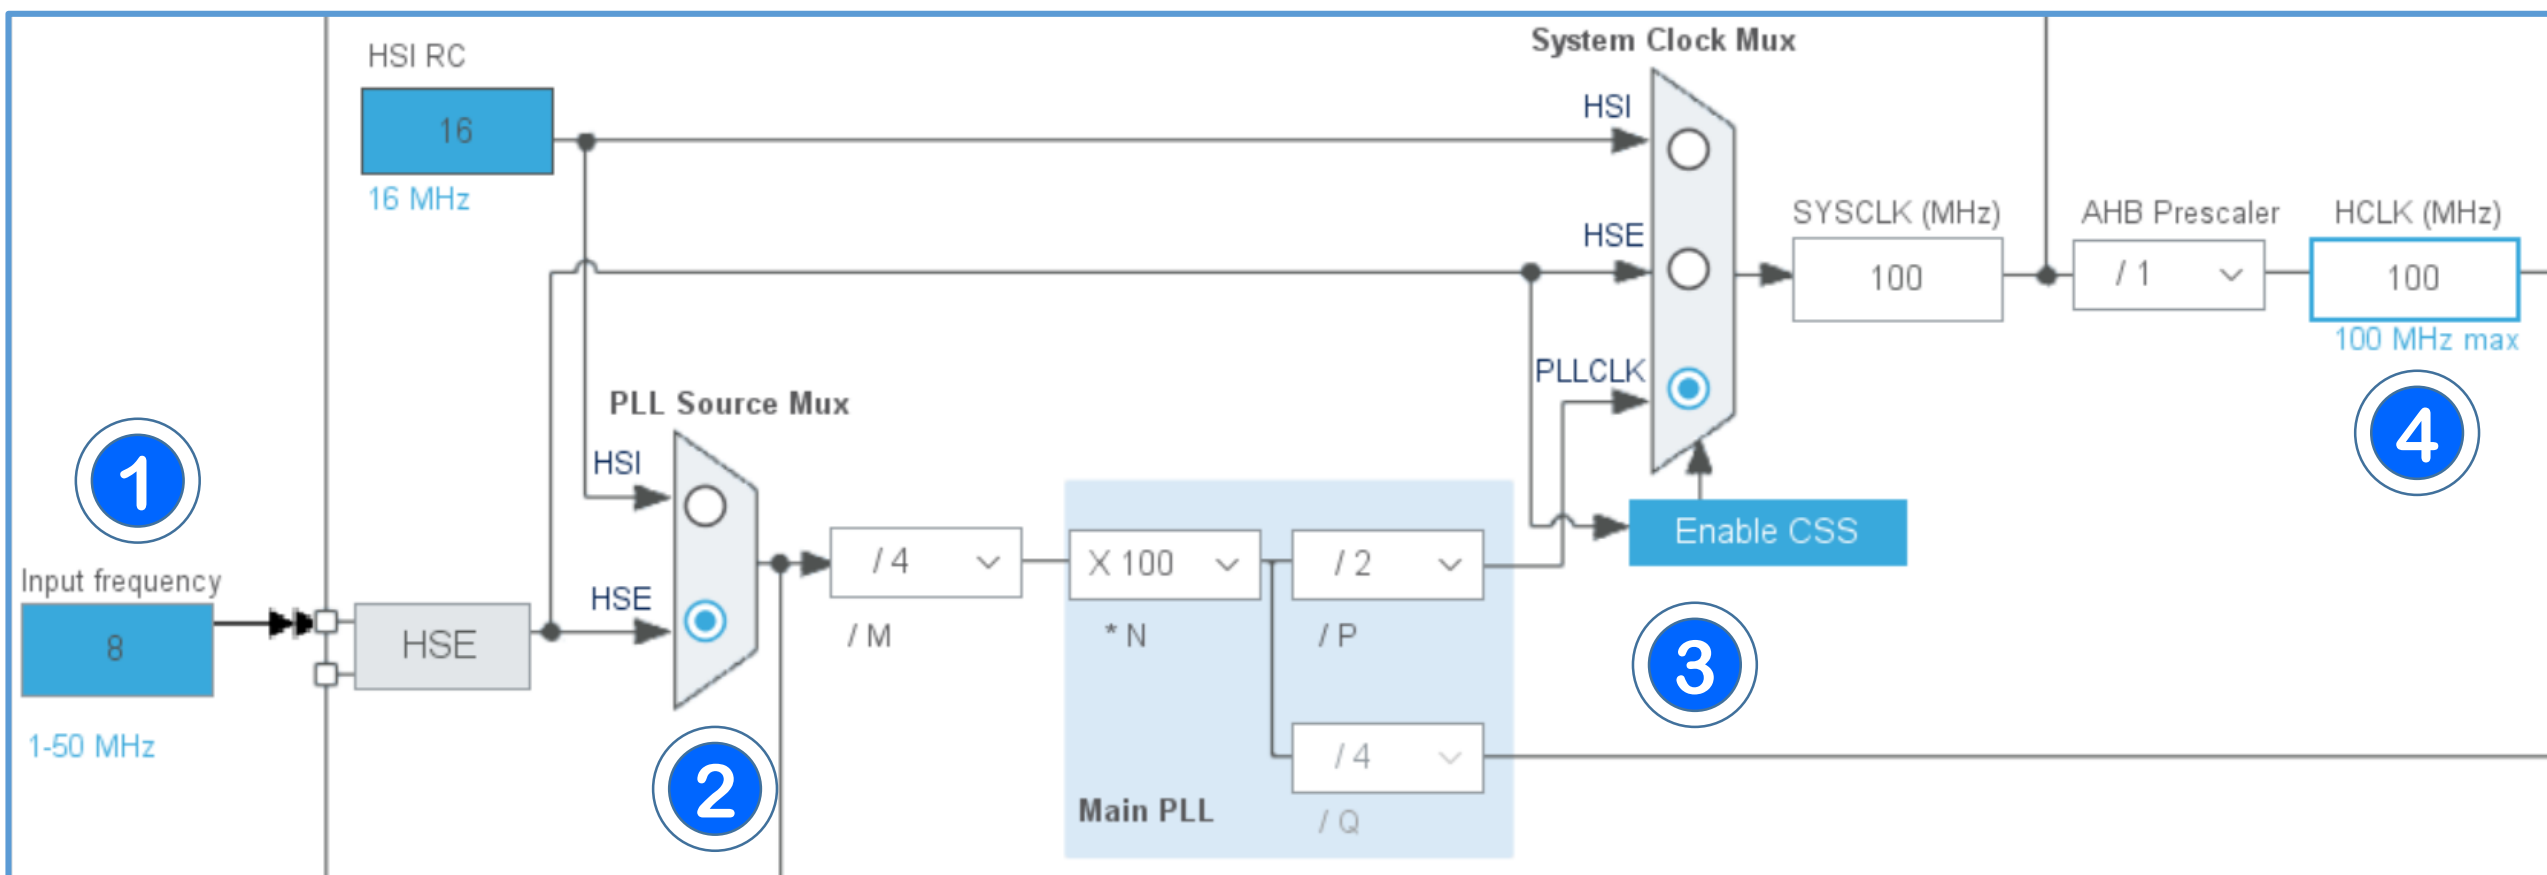 System Clock Mux
HSI RC
16
16 MHz
HSI
HSE
PLLCLK
SYSCLK (MHz)
100
AHB Prescaler
/ 1
HCLK (MHz)
100
100 MHz max
4
Enable CSS
3
PLL Source Mux
HSI
HSE
2
1
Input frequency
8
1-50 MHz
HSE
/ 4
/ M
X 100
* N
/ 2
/ P
/ 4
/ Q
Main PLL